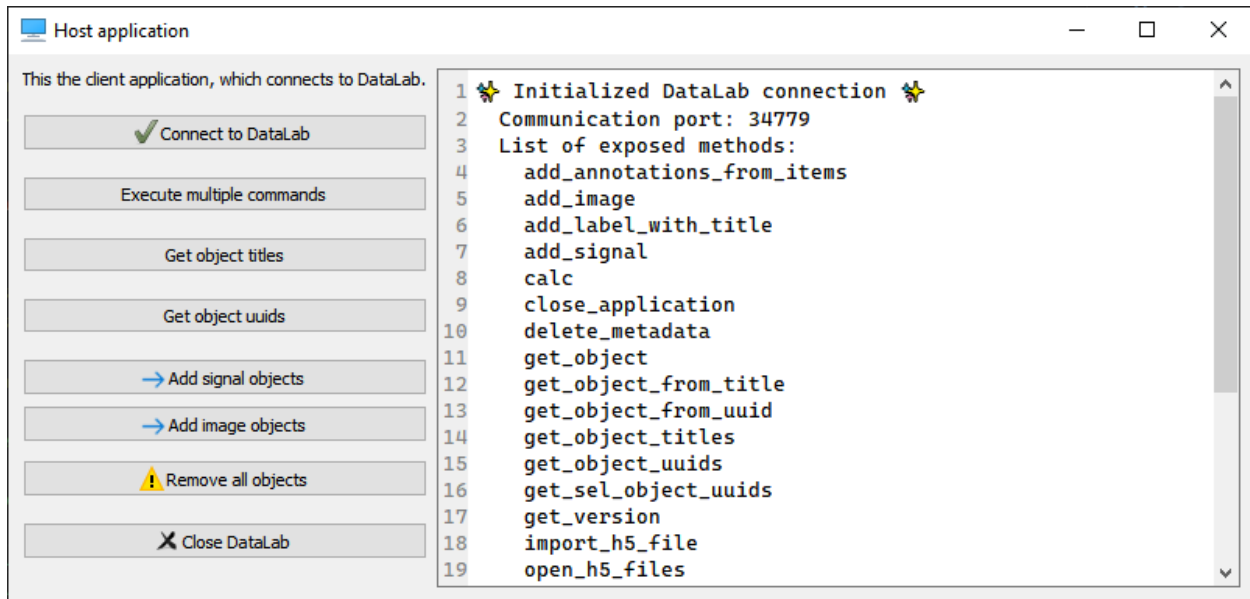 Host application
This the client application, which connects to DataLab.
Connect to DataLab
Execute multiple commands
Get object titles
Get object uuids
Add signal objects
Add image objects
Remove all objects
Close DataLab
1 Initialized DataLab connection
2 Communication port: 34779
3 List of exposed methods:
4 add_annotations_from_items
5 add_image
6 add_label_with_title
7 add_signal
8 calc
9 close_application
10 delete_metadata
11 get_object
12 get_object_from_title
13 get_object_from_uuid
14 get_object_titles
15 get_object_uuids
16 get_sel_object_uuids
17 get_version
18 import_h5_file
19 open_h5_files